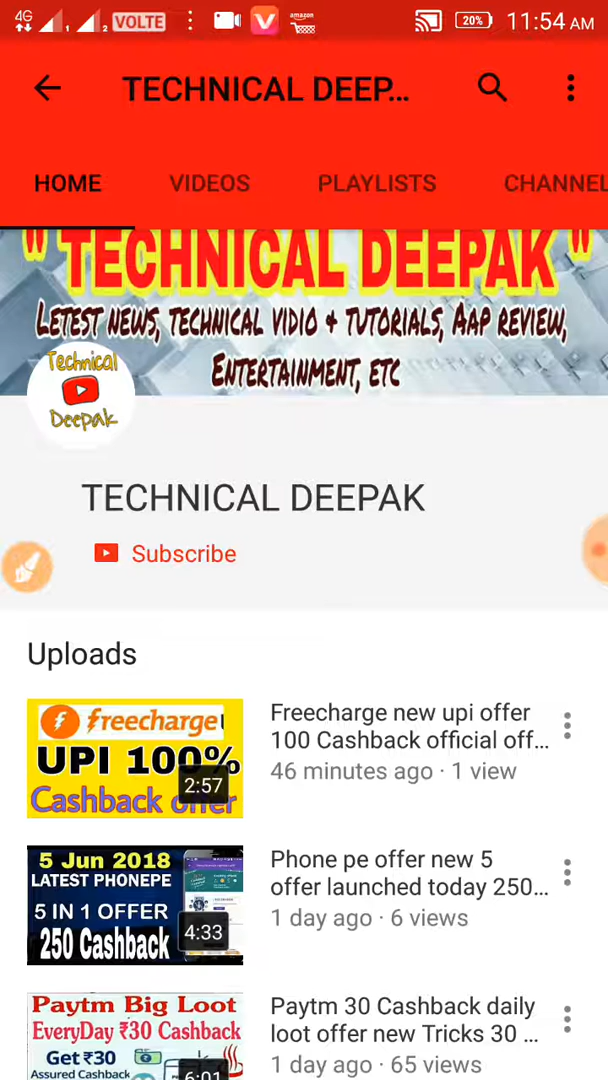 4G VOLTE amazon 20% 11:54 AM
TECHNICAL DEEP...
HOME VIDEOS PLAYLISTS CHANNEL
" TECHNICAL DEEPAK "
LETEST NEWS, TECHNICAL VIDIO & TUTORIALS, AAP REVIEW,
ENTERTAINMENT, ETC
Technical
Deepak
TECHNICAL DEEPAK
Subscribe
Uploads
freecharge
UPI 100%
Cashback offer
2:57
Freecharge new upi offer
100 Cashback official off...
46 minutes ago · 1 view
5 Jun 2018
LATEST PHONEPE
5 IN 1 OFFER
250 Cashback
4:33
Phone pe offer new 5
offer launched today 250...
1 day ago · 6 views
Paytm Big Loot
EveryDay ₹30 Cashback
Get ₹30
Assured Cashback
6:01
Paytm 30 Cashback daily
loot offer new Tricks 30 ...
1 day ago · 65 views